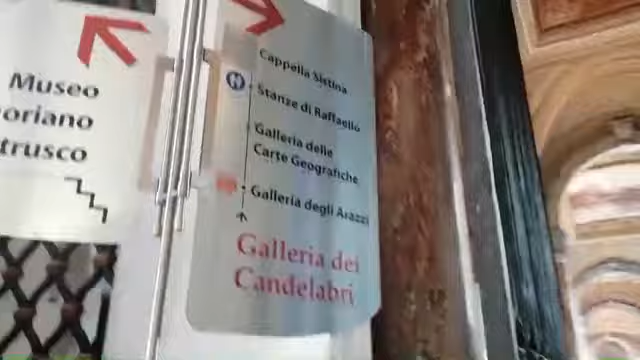 Museo
oriano
trusco
Cappella Sistina
Stanze di Raffaello
Galleria delle
Carte Geografiche
Galleria degli Arazzi
Galleria dei
Candelabri